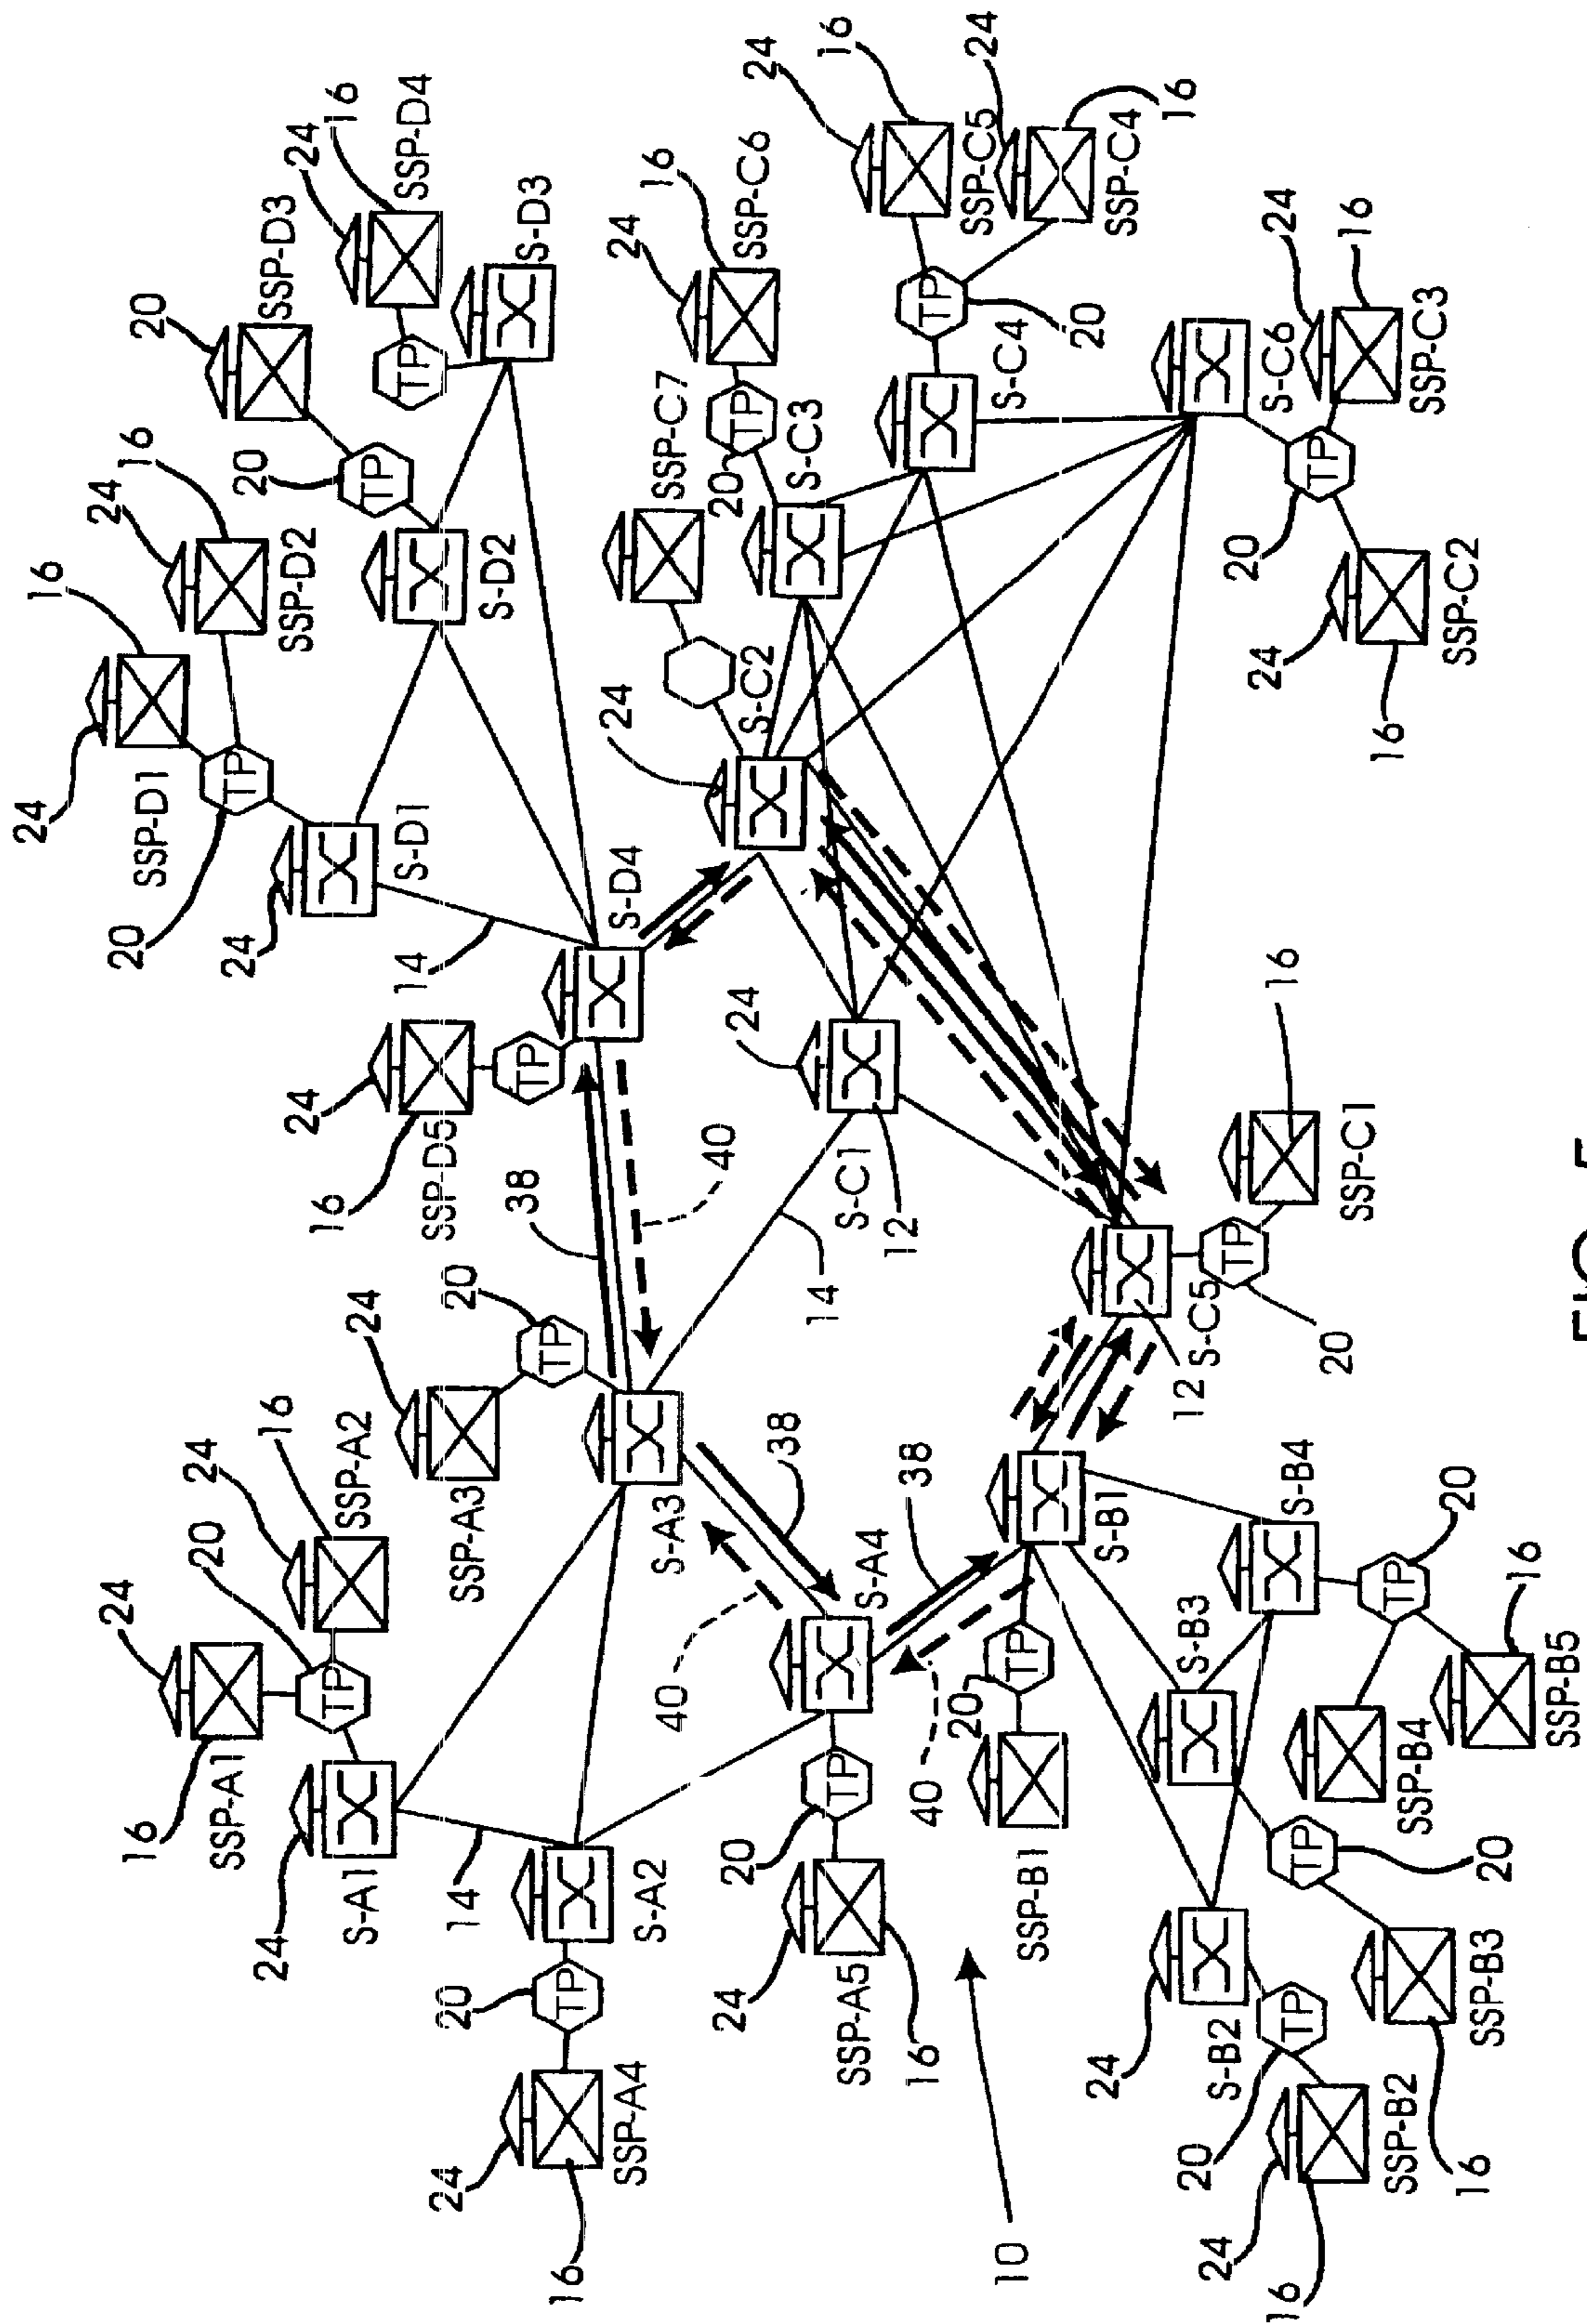 24
16
SSP-A1
24
20
24
16
SSP-A2
24
S-A1
14
S-A2
20
24
SSP-A4
16
24
20
SSP-A3
S-A3
38
40
38
40
S-A4
20
24
SSP-A5
16
10
24
16
SSP-D1
20
24
16
SSP-D2
24
S-D1
14
20
SSP-D3
20
S-D2
24
16
SSP-D4
S-D3
S-D4
24
16
SSP-D5
TP
TP
TP
TP
TP
TP
TP
TP
38
40
20
SSP-B1
S-B1
24
S-B2
20
24
16
SSP-B2
S-B3
20
SSP-B3
16
S-B4
20
SSP-B4
16
SSP-B5
TP
TP
TP
TP
24
S-C1
12
14
24
S-C2
SSP-C7
24
16
SSP-C6
20
S-C3
24
16
SSP-C5
24
16
SSP-C4
20
S-C4
12
S-C5
20
16
SSP-C1
S-C6
20
24
16
SSP-C2
24
16
SSP-C3
TP
TP
TP
TP